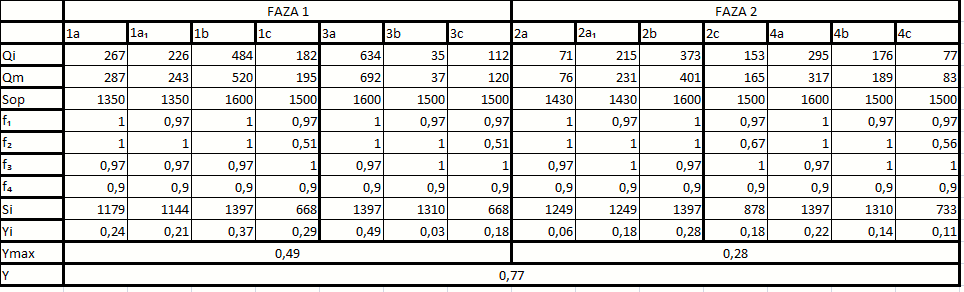 FAZA 1 FAZA 2
1a 1a₁ 1b 1c 3a 3b 3c 2a 2a₁ 2b 2c 4a 4b 4c
Qi 267 226 484 182 634 35 112 71 215 373 153 295 176 77
Qm 287 243 520 195 692 37 120 76 231 401 165 317 189 83
Sop 1350 1350 1600 1500 1600 1500 1500 1430 1430 1600 1500 1600 1500 1500
f₁ 1 0,97 1 0,97 1 0,97 0,97 1 0,97 1 0,97 1 0,97 0,97
f₂ 1 1 1 0,51 1 1 0,51 1 1 1 0,67 1 1 0,56
f₃ 0,97 0,97 0,97 1 0,97 1 1 0,97 1 0,97 1 0,97 1 1
f₄ 0,9 0,9 0,9 0,9 0,9 0,9 0,9 0,9 0,9 0,9 0,9 0,9 0,9 0,9
Si 1179 1144 1397 668 1397 1310 668 1249 1249 1397 878 1397 1310 733
Yi 0,24 0,21 0,37 0,29 0,49 0,03 0,18 0,06 0,18 0,28 0,18 0,22 0,14 0,11
Ymax 0,49 0,28
Y 0,77